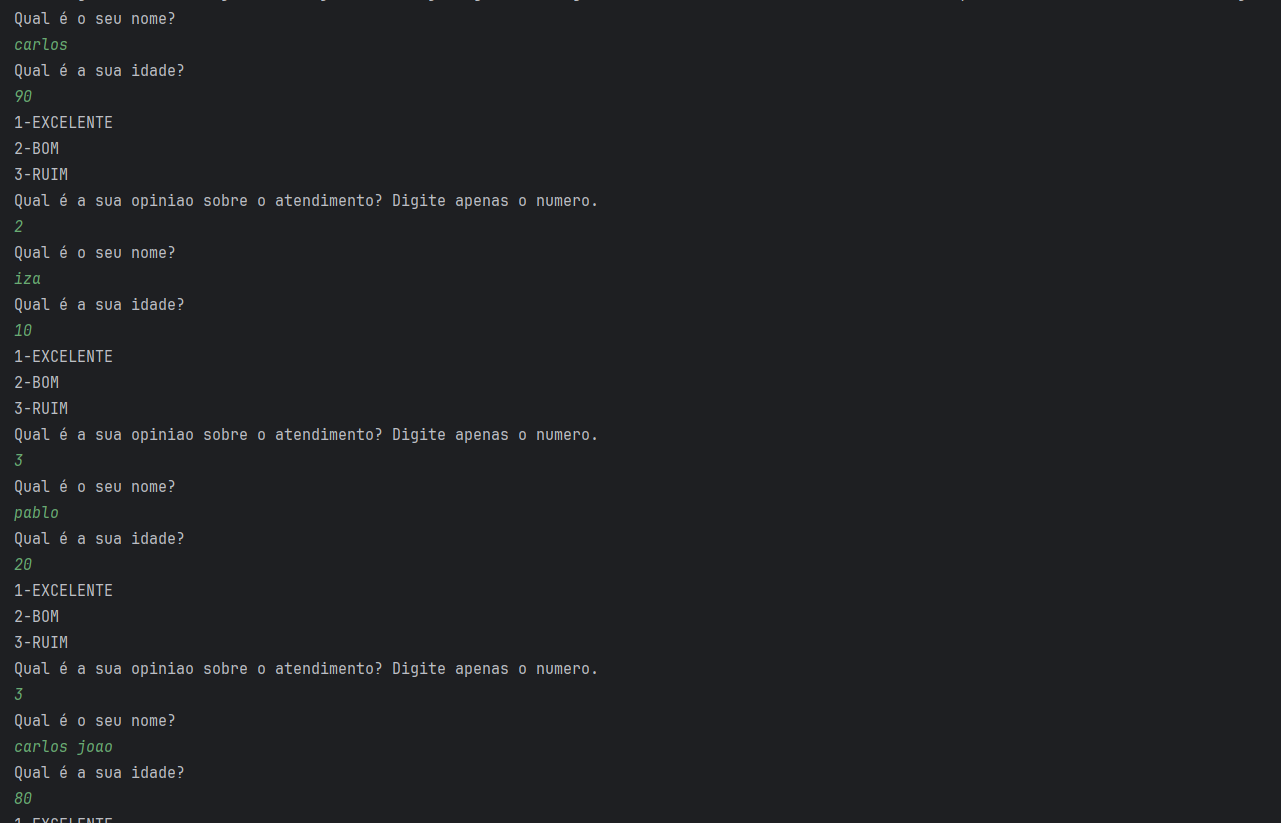 Qual é o seu nome?
carlos
Qual é a sua idade?
90
1-EXCELENTE
2-BOM
3-RUIM
Qual é a sua opiniao sobre o atendimento? Digite apenas o numero.
2
Qual é o seu nome?
iza
Qual é a sua idade?
10
1-EXCELENTE
2-BOM
3-RUIM
Qual é a sua opiniao sobre o atendimento? Digite apenas o numero.
3
Qual é o seu nome?
pablo
Qual é a sua idade?
20
1-EXCELENTE
2-BOM
3-RUIM
Qual é a sua opiniao sobre o atendimento? Digite apenas o numero.
3
Qual é o seu nome?
carlos joao
Qual é a sua idade?
80
1-EXCELENTE